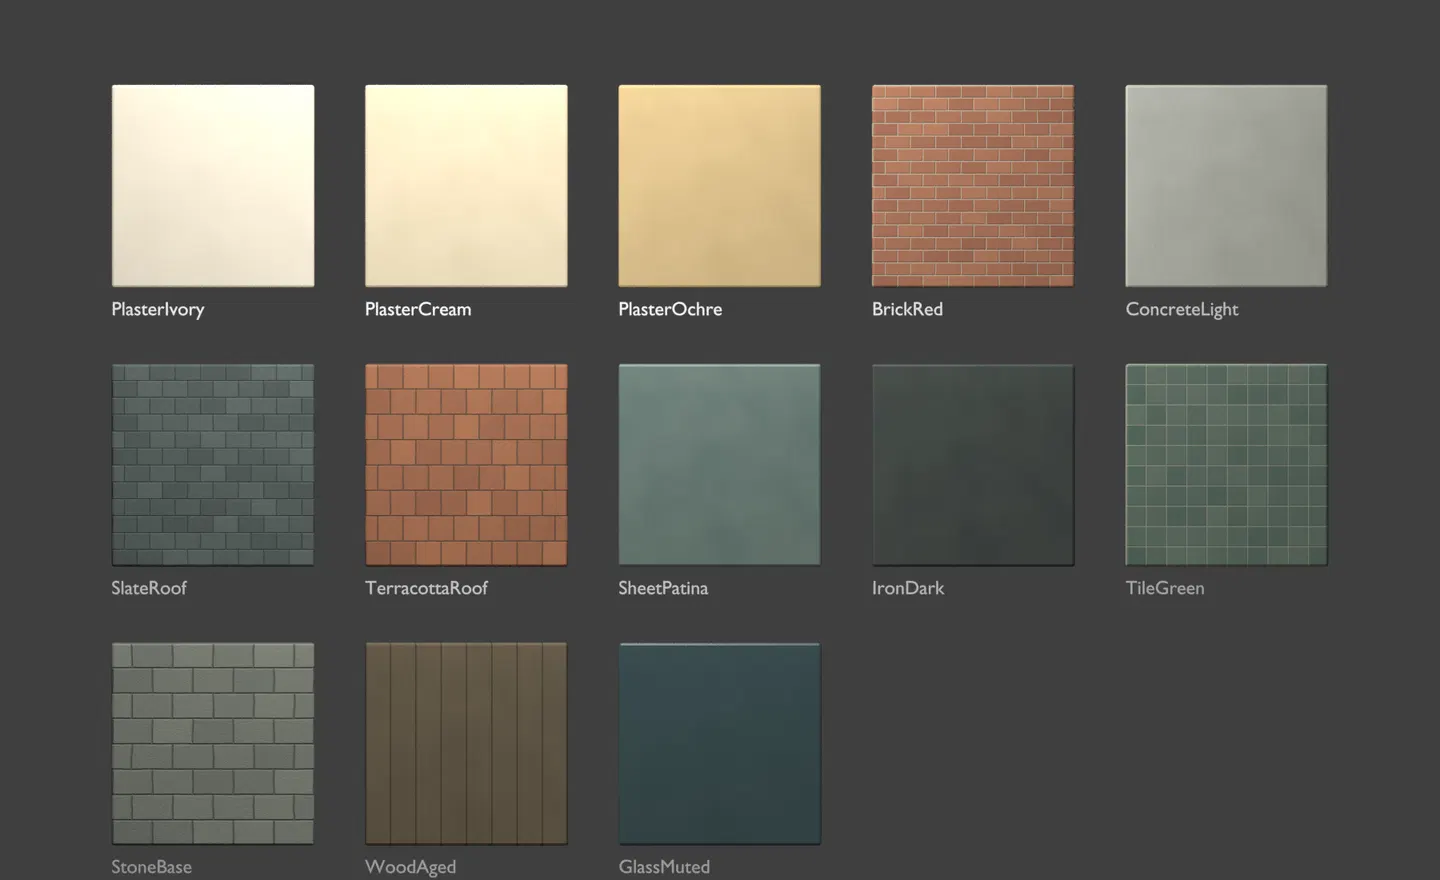 PlasterIvory
PlasterCream
PlasterOchre
BrickRed
ConcreteLight
SlateRoof
TerracottaRoof
SheetPatina
IronDark
TileGreen
StoneBase
WoodAged
GlassMuted